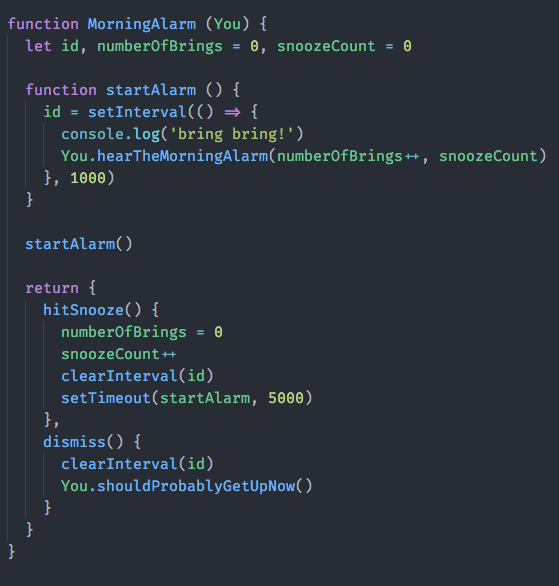 function MorningAlarm (You) {
  let id, numberOfBrings = 0, snoozeCount = 0

  function startAlarm () {
    id = setInterval(() => {
      console.log('bring bring!')
      You.hearTheMorningAlarm(numberOfBrings++, snoozeCount)
    }, 1000)
  }

  startAlarm()

  return {
    hitSnooze() {
      numberOfBrings = 0
      snoozeCount++
      clearInterval(id)
      setTimeout(startAlarm, 5000)
    },
    dismiss() {
      clearInterval(id)
      You.shouldProbablyGetUpNow()
    }
  }
}